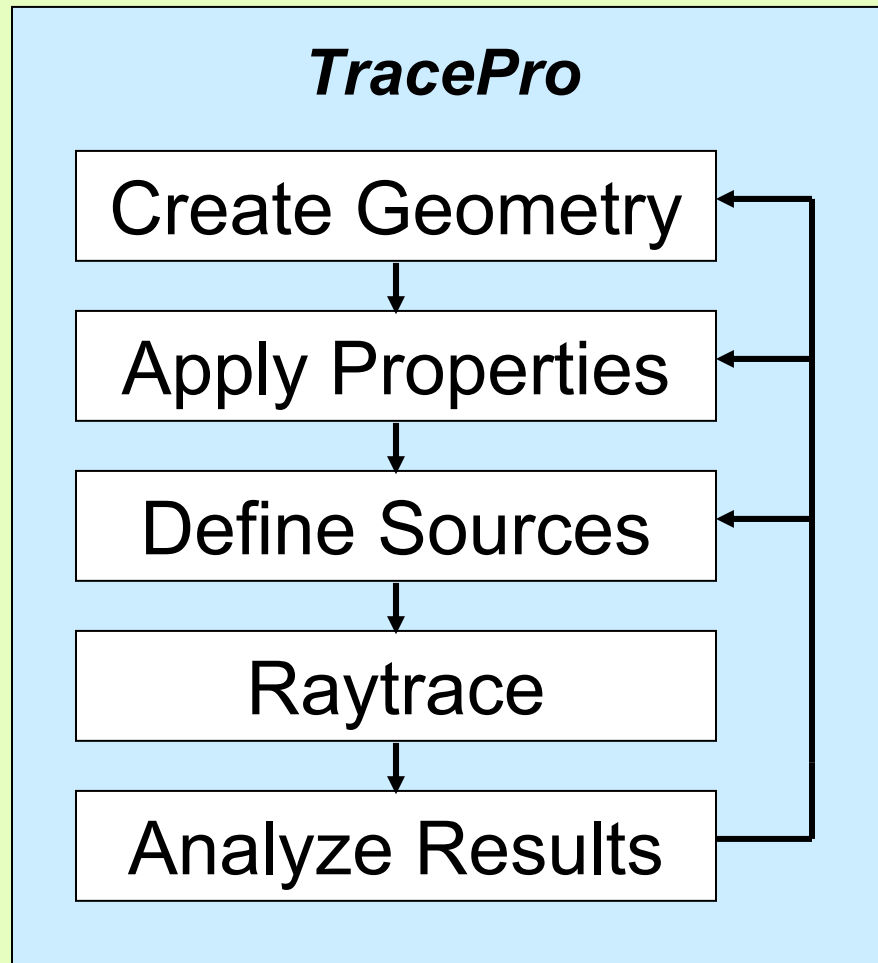 TracePro
Create Geometry
Apply Properties
Define Sources
Raytrace
Analyze Results